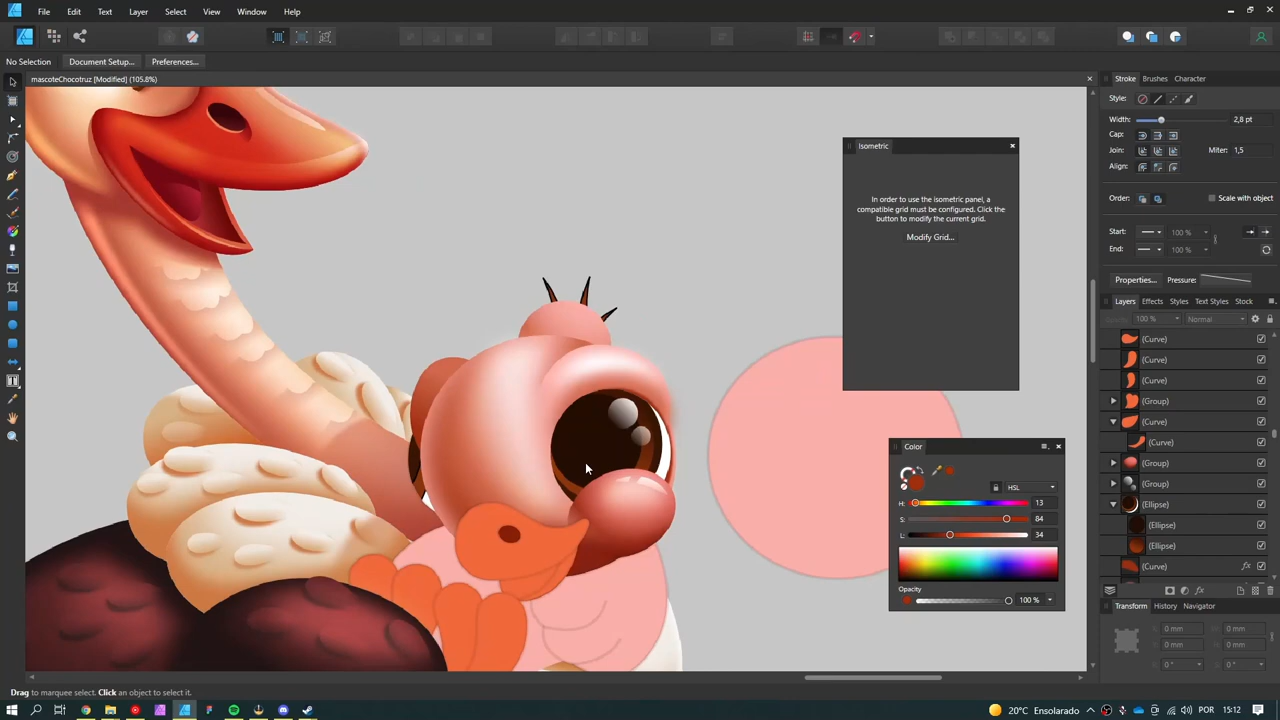 File Edit Text Layer Select View Window Help
No Selection Document Setup... Preferences...
mascoteChocotruz [Modified] (105.8%)
Stroke Brushes Character
Style:
Width: 2,8 pt
Cap:
Join: Miter: 1,5
Align:
Order: Scale with object
Start: 100 %
End: 100 %
Properties... Pressure:
Isometric
In order to use the isometric panel, a
compatible grid must be configured. Click the
button to modify the current grid.
Modify Grid...
Layers Effects Styles Text Styles Stock
Opacity 100 % Normal
(Curve)
(Curve)
(Curve)
(Group)
(Curve)
(Curve)
(Group)
(Group)
(Ellipse)
(Ellipse)
(Ellipse)
(Curve) fx
Color
HSL
H: 13
S: 84
L: 34
Opacity
100 %
fx
Transform History Navigator
X: 0 mm W: 0 mm
Y: 0 mm H: 0 mm
R: 0 ° S: 0 °
Drag to marquee select. Click an object to select it.
20°C Ensolarado POR 15:12